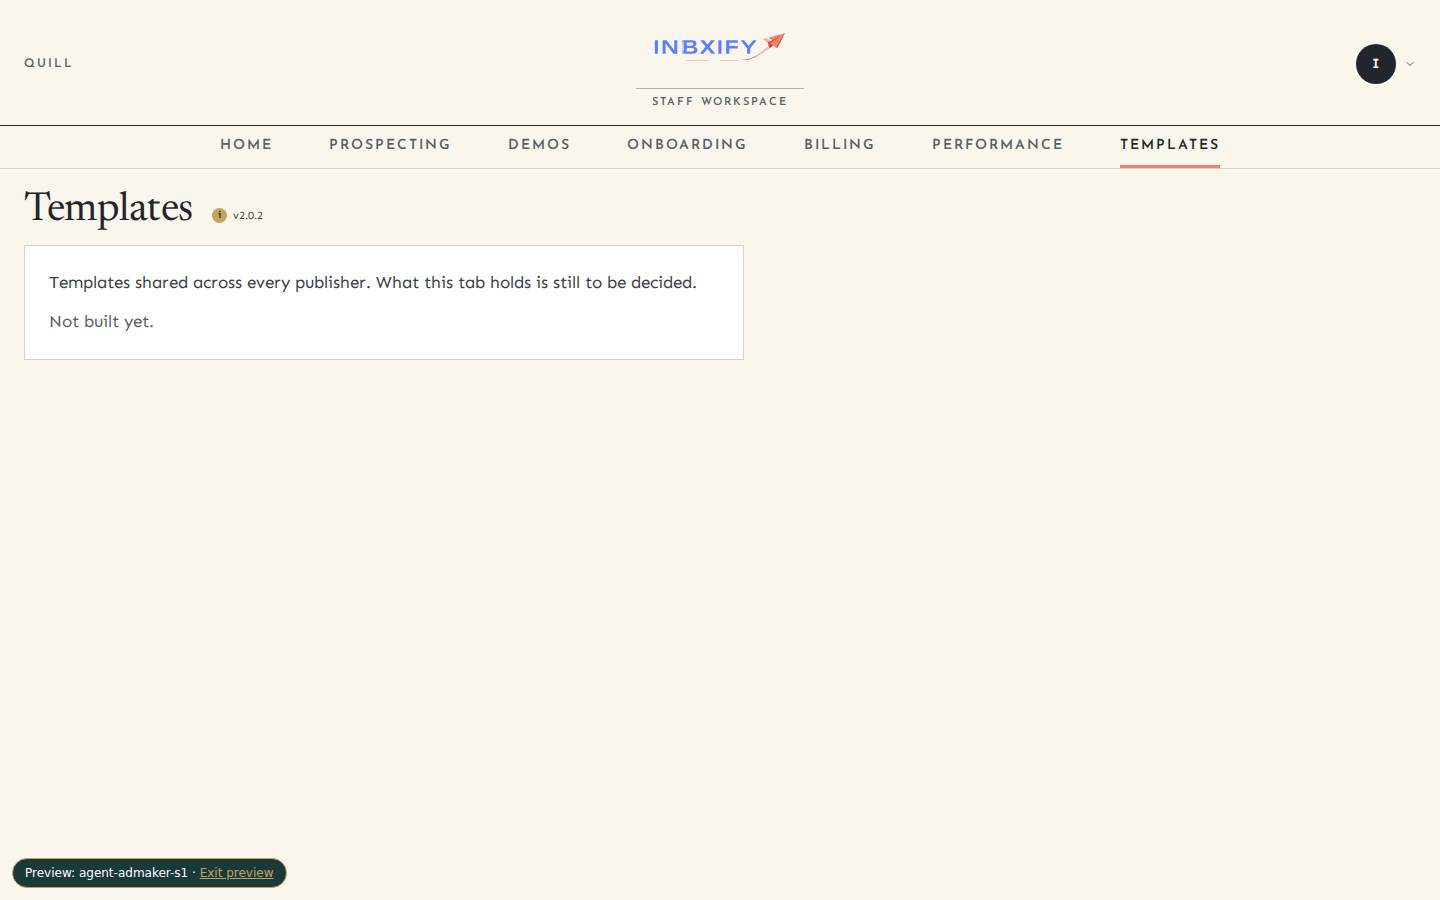 QUILL
INBXIFY
STAFF WORKSPACE
I
HOME PROSPECTING DEMOS ONBOARDING BILLING PERFORMANCE TEMPLATES
Templates i v2.0.2
Templates shared across every publisher. What this tab holds is still to be decided.
Not built yet.
Preview: agent-admaker-s1 · Exit preview